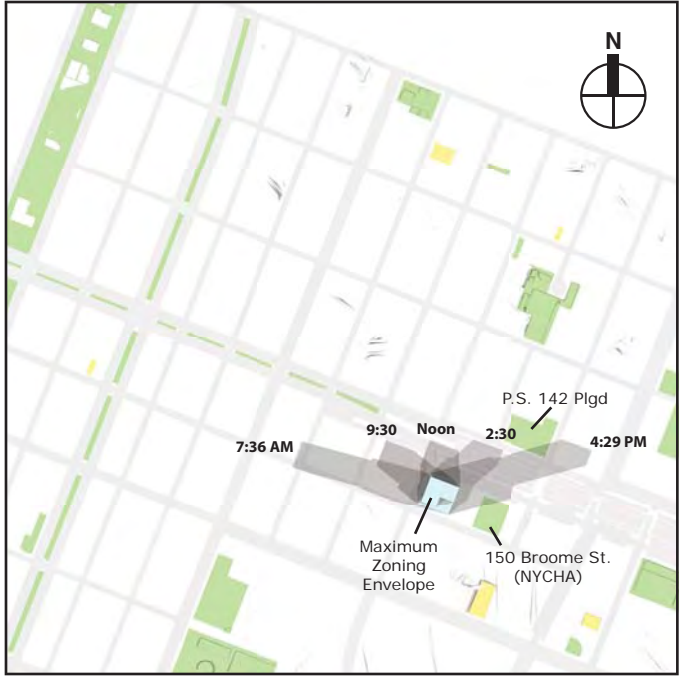 N
P.S. 142 Plgd
9:30
Noon
2:30
4:29 PM
7:36 AM
Maximum
Zoning
Envelope
150 Broome St.
(NYCHA)